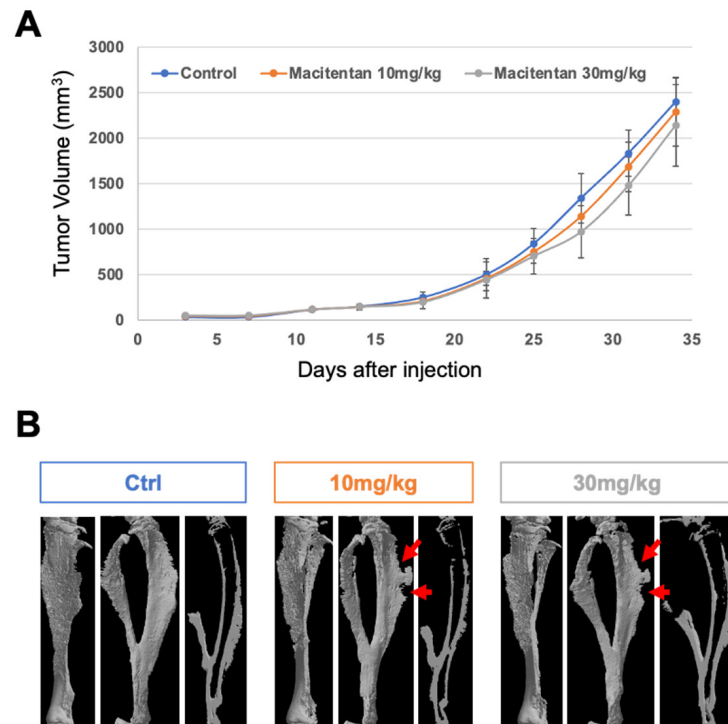 A
3000
Control Macitentan 10mg/kg Macitentan 30mg/kg
2500
2000
1500
1000
500
0
Tumor Volume (mm³)
0 5 10 15 20 25 30 35
Days after injection
B
Ctrl 10mg/kg 30mg/kg